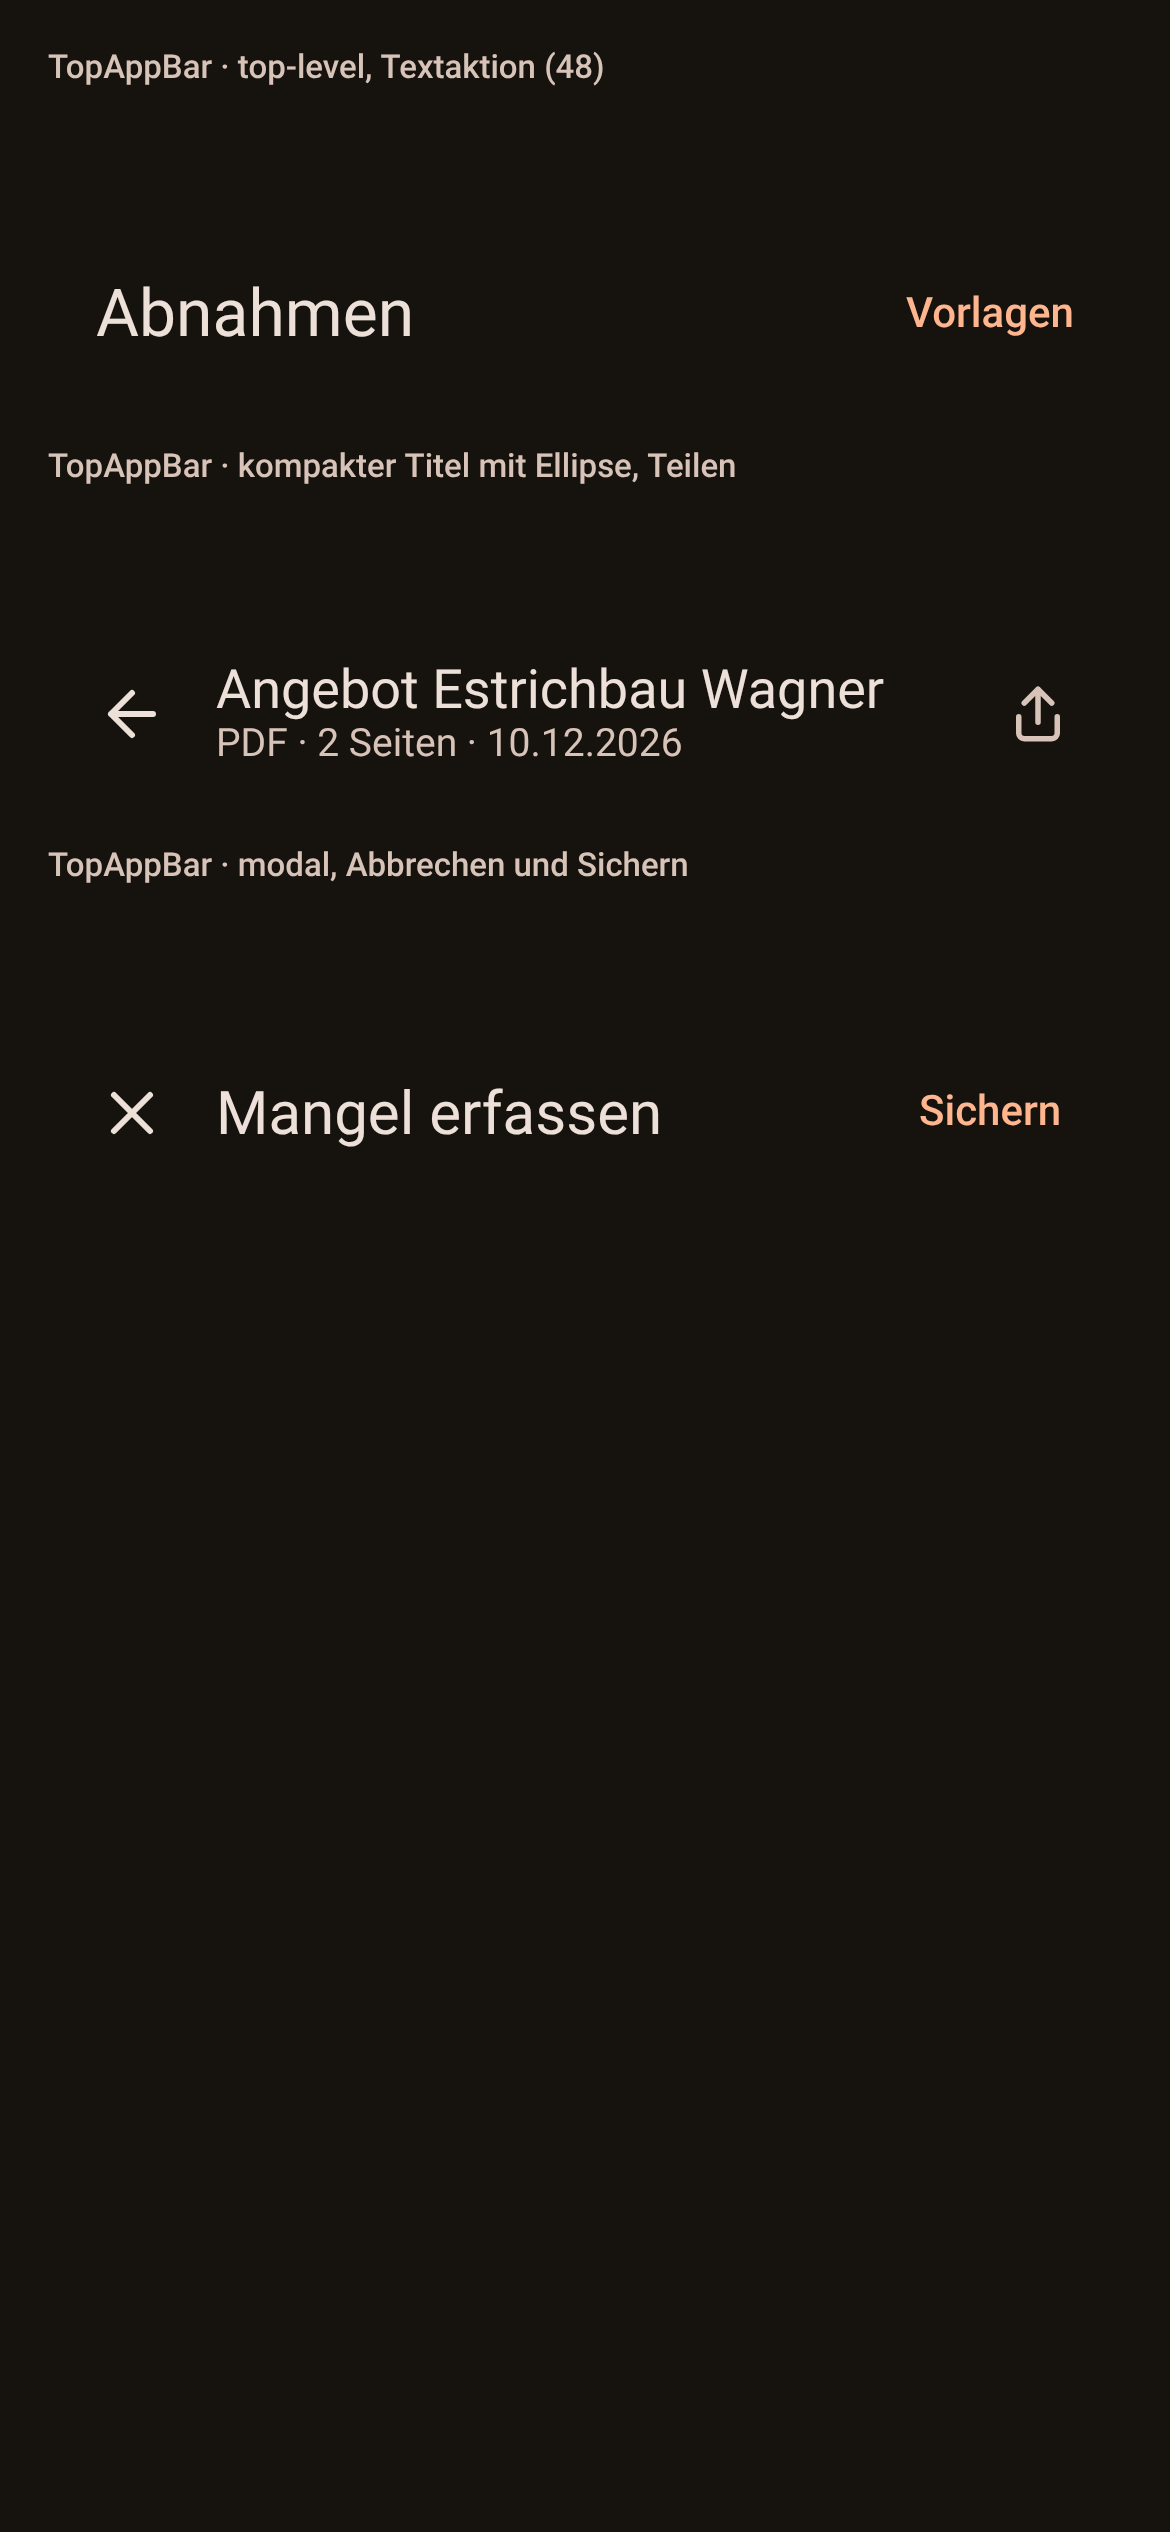 TopAppBar · top-level, Textaktion (48)
Abnahmen
Vorlagen
TopAppBar · kompakter Titel mit Ellipse, Teilen
Angebot Estrichbau Wagner
PDF · 2 Seiten · 10.12.2026
TopAppBar · modal, Abbrechen und Sichern
Mangel erfassen
Sichern